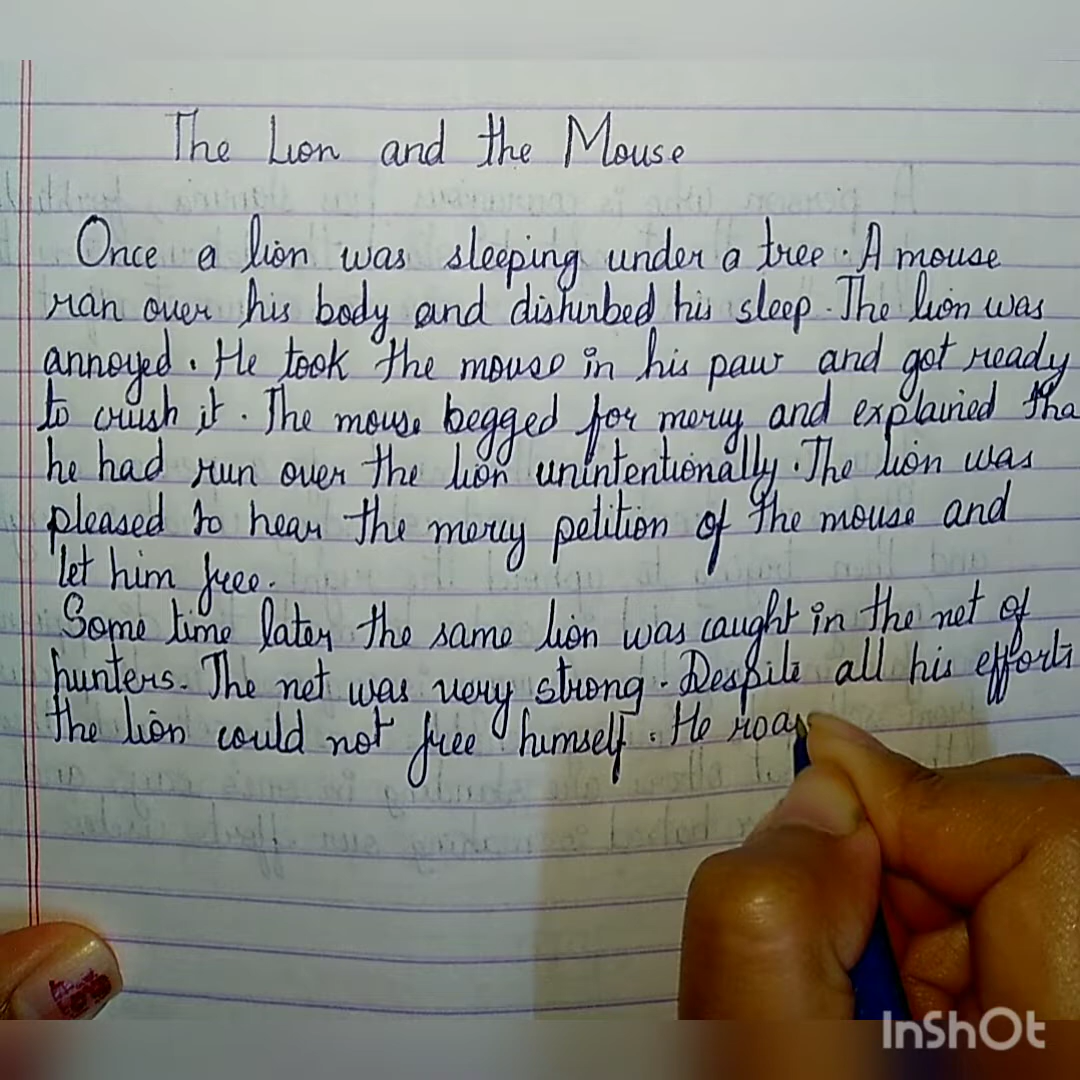 The Lion and the Mouse
Once a lion was sleeping under a tree. A mouse
ran over his body and disturbed his sleep. The lion was
annoyed. He took the mouse in his paw and got ready
to crush it. The mouse begged for mercy and explained tha
he had run over the lion unintentionally. The lion was
pleased to hear the mercy petition of the mouse and
let him free.
Some time later the same lion was caught in the net of
hunters. The net was very strong. Despite all his efforts
the lion could not free himself. He roar
InShOt